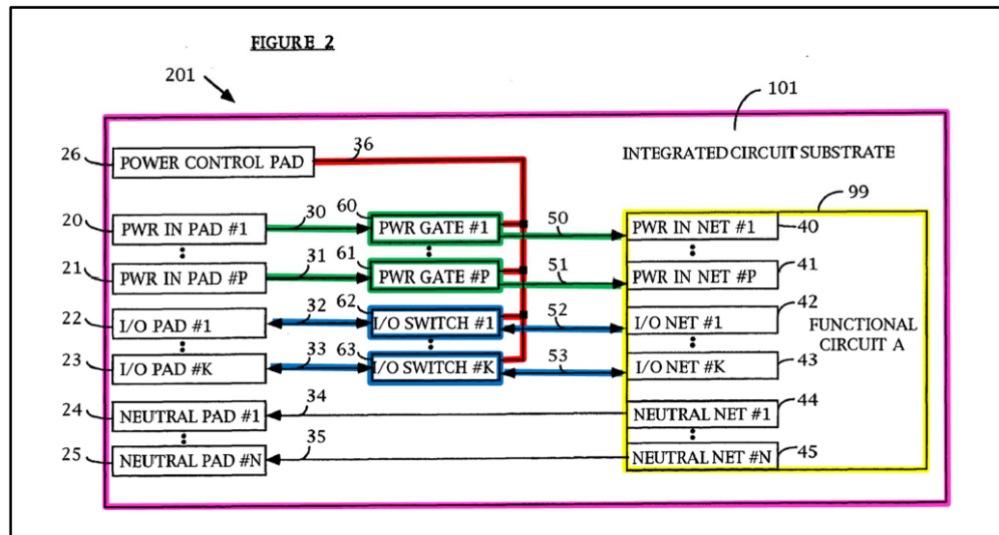 FIGURE 2
201
101
26
POWER CONTROL PAD
36
INTEGRATED CIRCUIT SUBSTRATE
99
20
PWR IN PAD #1
30
60
PWR GATE #1
50
PWR IN NET #1
40
21
PWR IN PAD #P
31
61
PWR GATE #P
51
PWR IN NET #P
41
22
I/O PAD #1
32
62
I/O SWITCH #1
52
I/O NET #1
42
FUNCTIONAL
CIRCUIT A
23
I/O PAD #K
33
63
I/O SWITCH #K
53
I/O NET #K
43
24
NEUTRAL PAD #1
34
NEUTRAL NET #1
44
25
NEUTRAL PAD #N
35
NEUTRAL NET #N
45